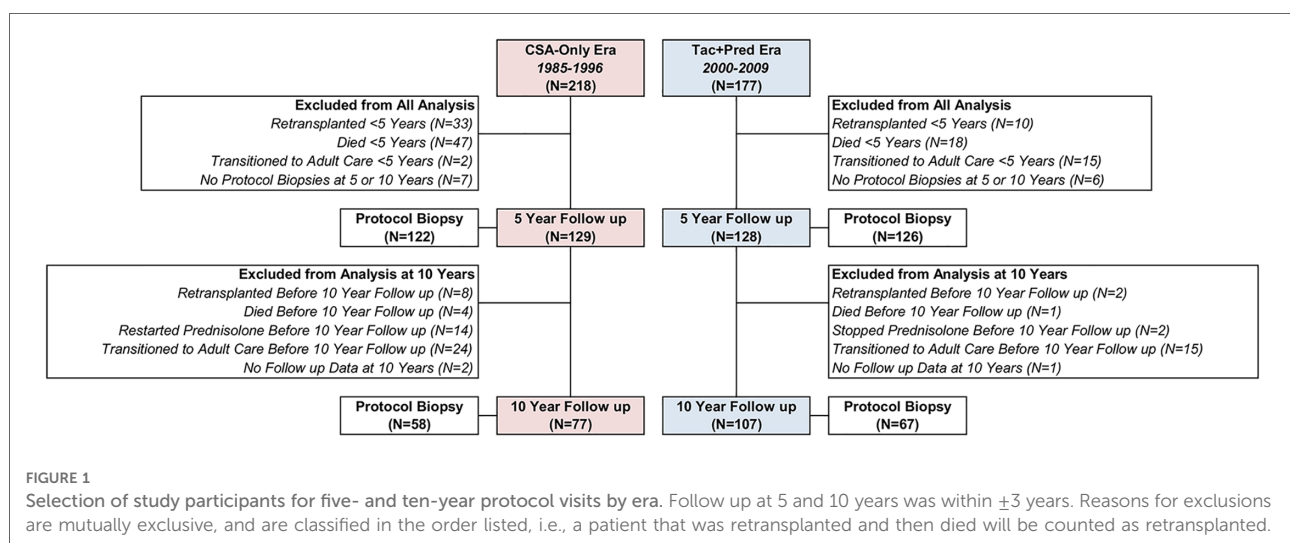 CSA-Only Era
1985-1996
(N=218)
Tac+Pred Era
2000-2009
(N=177)
Excluded from All Analysis
Retransplanted <5 Years (N=33)
Died <5 Years (N=47)
Transitioned to Adult Care <5 Years (N=2)
No Protocol Biopsies at 5 or 10 Years (N=7)
Excluded from All Analysis
Retransplanted <5 Years (N=10)
Died <5 Years (N=18)
Transitioned to Adult Care <5 Years (N=15)
No Protocol Biopsies at 5 or 10 Years (N=6)
Protocol Biopsy
(N=122)
5 Year Follow up
(N=129)
5 Year Follow up
(N=128)
Protocol Biopsy
(N=126)
Excluded from Analysis at 10 Years
Retransplanted Before 10 Year Follow up (N=8)
Died Before 10 Year Follow up (N=4)
Restarted Prednisolone Before 10 Year Follow up (N=14)
Transitioned to Adult Care Before 10 Year Follow up (N=24)
No Follow up Data at 10 Years (N=2)
Excluded from Analysis at 10 Years
Retransplanted Before 10 Year Follow up (N=2)
Died Before 10 Year Follow up (N=1)
Stopped Prednisolone Before 10 Year Follow up (N=2)
Transitioned to Adult Care Before 10 Year Follow up (N=15)
No Follow up Data at 10 Years (N=1)
Protocol Biopsy
(N=58)
10 Year Follow up
(N=77)
10 Year Follow up
(N=107)
Protocol Biopsy
(N=67)
FIGURE 1
Selection of study participants for five- and ten-year protocol visits by era. Follow up at 5 and 10 years was within ±3 years. Reasons for exclusions
are mutually exclusive, and are classified in the order listed, i.e., a patient that was retransplanted and then died will be counted as retransplanted.